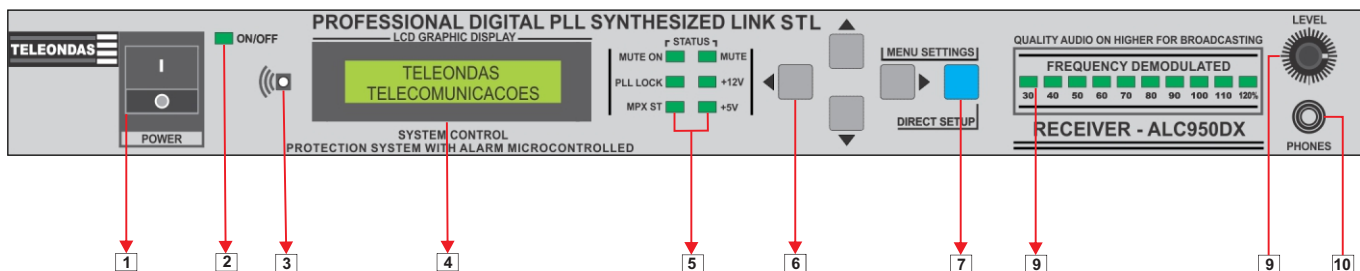 PROFESSIONAL DIGITAL PLL SYNTHESIZED LINK STL
TELEONDAS
I
O
POWER
ON/OFF
LCD GRAPHIC DISPLAY
TELEONDAS
TELECOMUNICACOES
SYSTEM CONTROL
PROTECTION SYSTEM WITH ALARM MICROCONTROLLED
STATUS
MUTE ON MUTE
PLL LOCK +12V
MPX ST +5V
MENU SETTINGS
DIRECT SETUP
QUALITY AUDIO ON HIGHER FOR BROADCASTING
FREQUENCY DEMODULATED
30 40 50 60 70 80 90 100 110 120%
RECEIVER - ALC950DX
LEVEL
PHONES
1 2 3 4 5 6 7 9 9 10